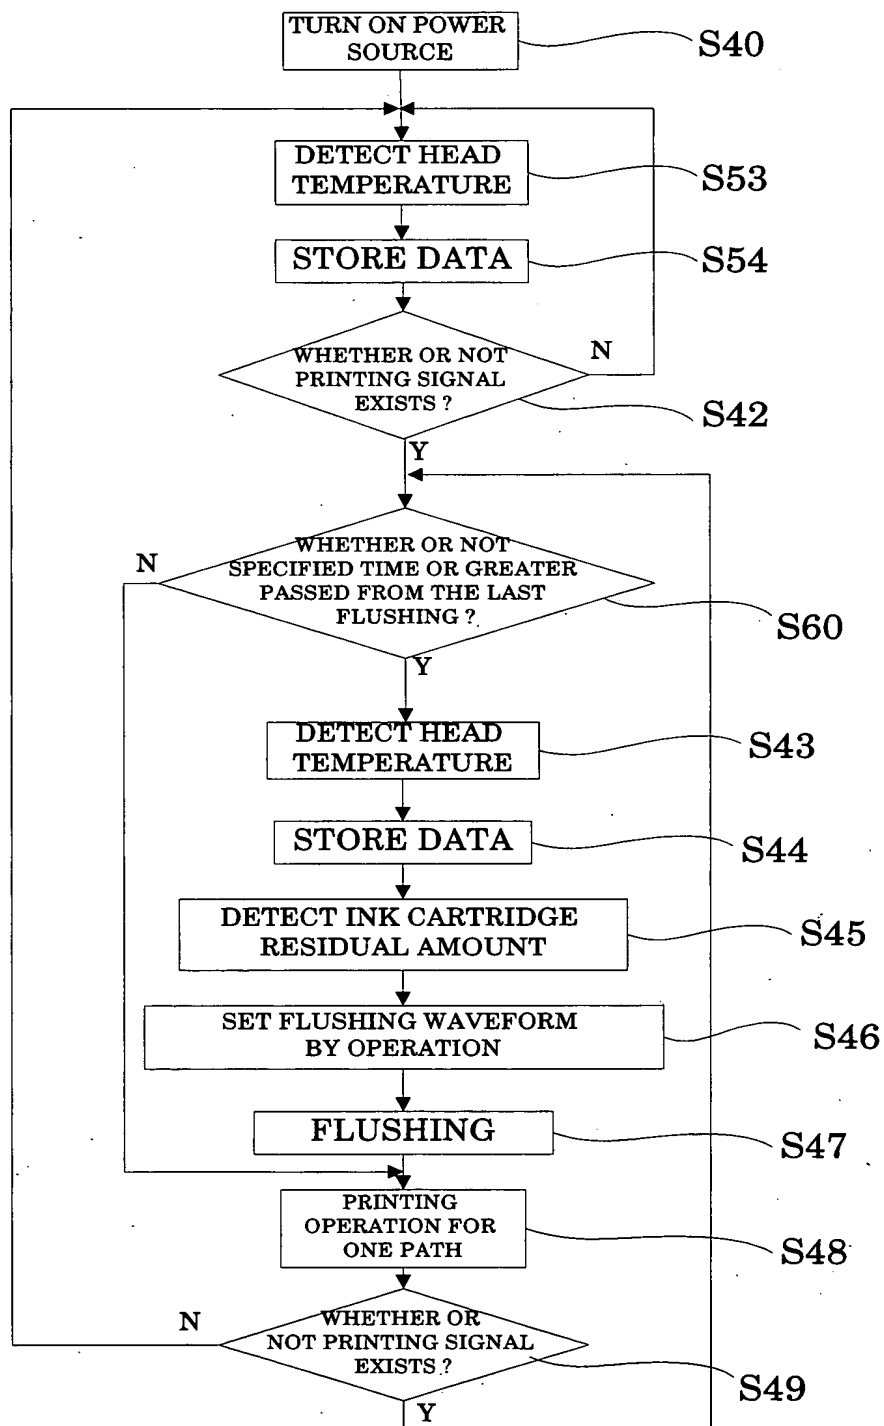 TURN ON POWER
SOURCE
S40
DETECT HEAD
TEMPERATURE
S53
STORE DATA
S54
WHETHER OR NOT
PRINTING SIGNAL
EXISTS ?
N
S42
Y
WHETHER OR NOT
SPECIFIED TIME OR GREATER
PASSED FROM THE LAST
FLUSHING ?
N
S60
Y
DETECT HEAD
TEMPERATURE
S43
STORE DATA
S44
DETECT INK CARTRIDGE
RESIDUAL AMOUNT
S45
SET FLUSHING WAVEFORM
BY OPERATION
S46
FLUSHING
S47
PRINTING
OPERATION FOR
ONE PATH
S48
N
WHETHER OR
NOT PRINTING SIGNAL
EXISTS ?
S49
Y